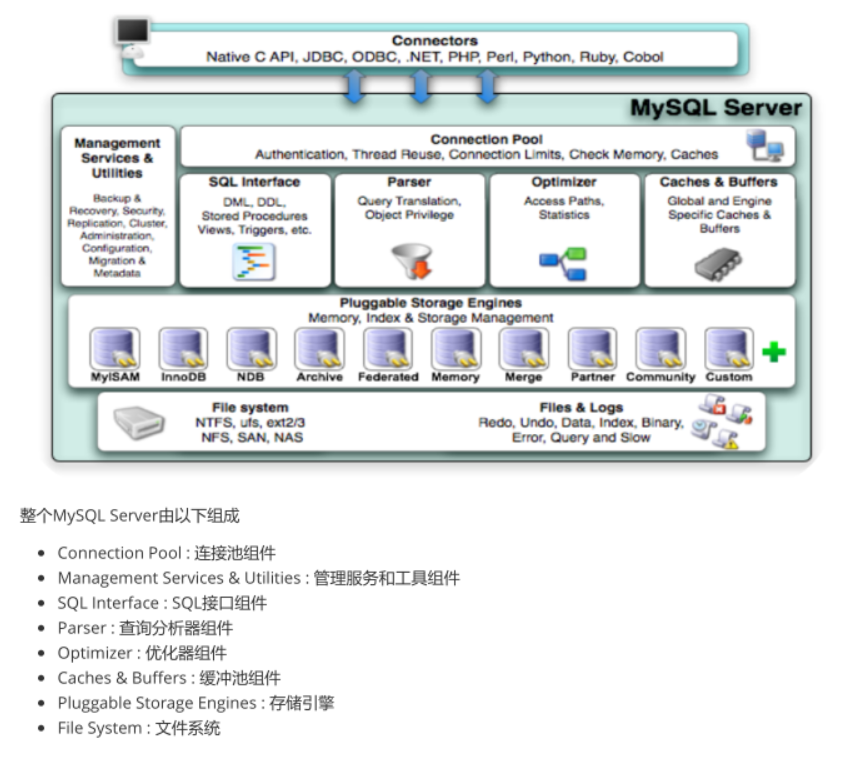 Connectors
Native C API, JDBC, ODBC, .NET, PHP, Perl, Python, Ruby, Cobol
MySQL Server
Management
Services &
Utilities
Backup &
Recovery, Security,
Replication, Cluster,
Administration,
Configuration,
Migration &
Metadata
Connection Pool
Authentication, Thread Reuse, Connection Limits, Check Memory, Caches
SQL Interface
DML, DDL,
Stored Procedures
Views, Triggers, etc.
Parser
Query Translation,
Object Privilege
Optimizer
Access Paths,
Statistics
Caches & Buffers
Global and Engine
Specific Caches &
Buffers
Pluggable Storage Engines
Memory, Index & Storage Management
MyISAM
InnoDB
NDB
Archive
Federated
Memory
Merge
Partner
Community
Custom
File system
NTFS, ufs, ext2/3
NFS, SAN, NAS
Files & Logs
Redo, Undo, Data, Index, Binary,
Error, Query and Slow
整个MySQL Server由以下组成
Connection Pool : 连接池组件
Management Services & Utilities : 管理服务和工具组件
SQL Interface : SQL接口组件
Parser : 查询分析器组件
Optimizer : 优化器组件
Caches & Buffers : 缓冲池组件
Pluggable Storage Engines : 存储引擎
File System : 文件系统